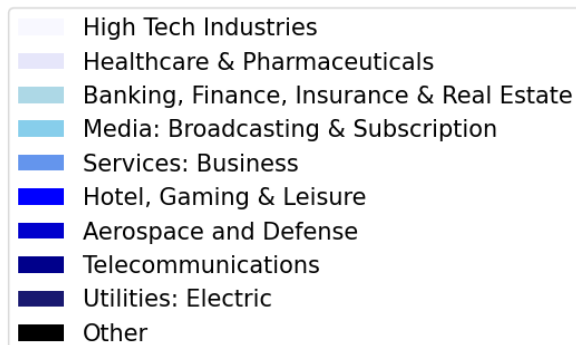 High Tech Industries
Healthcare & Pharmaceuticals
Banking, Finance, Insurance & Real Estate
Media: Broadcasting & Subscription
Services: Business
Hotel, Gaming & Leisure
Aerospace and Defense
Telecommunications
Utilities: Electric
Other